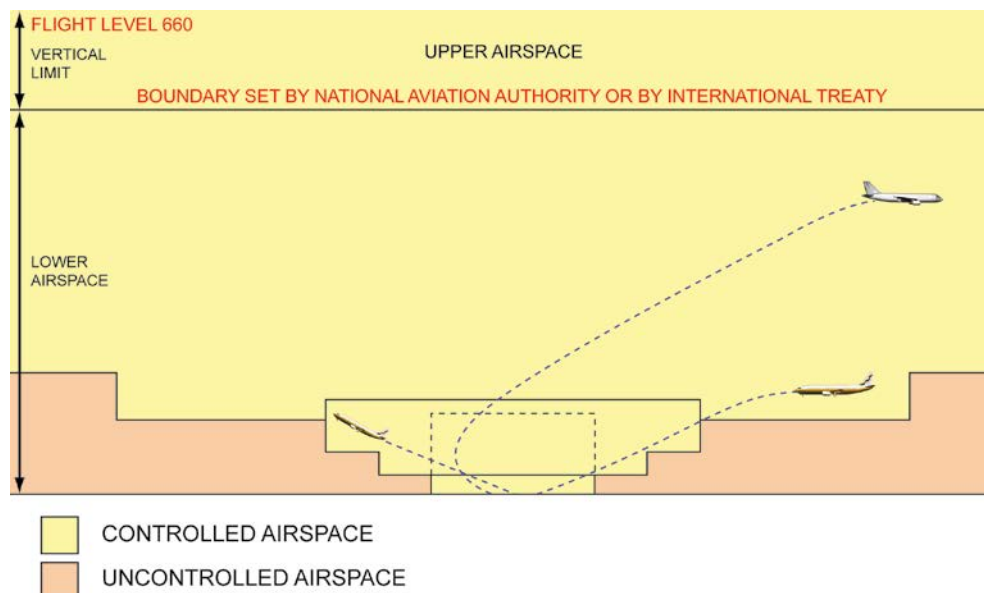 FLIGHT LEVEL 660
VERTICAL
LIMIT
UPPER AIRSPACE
BOUNDARY SET BY NATIONAL AVIATION AUTHORITY OR BY INTERNATIONAL TREATY
LOWER
AIRSPACE
CONTROLLED AIRSPACE
UNCONTROLLED AIRSPACE